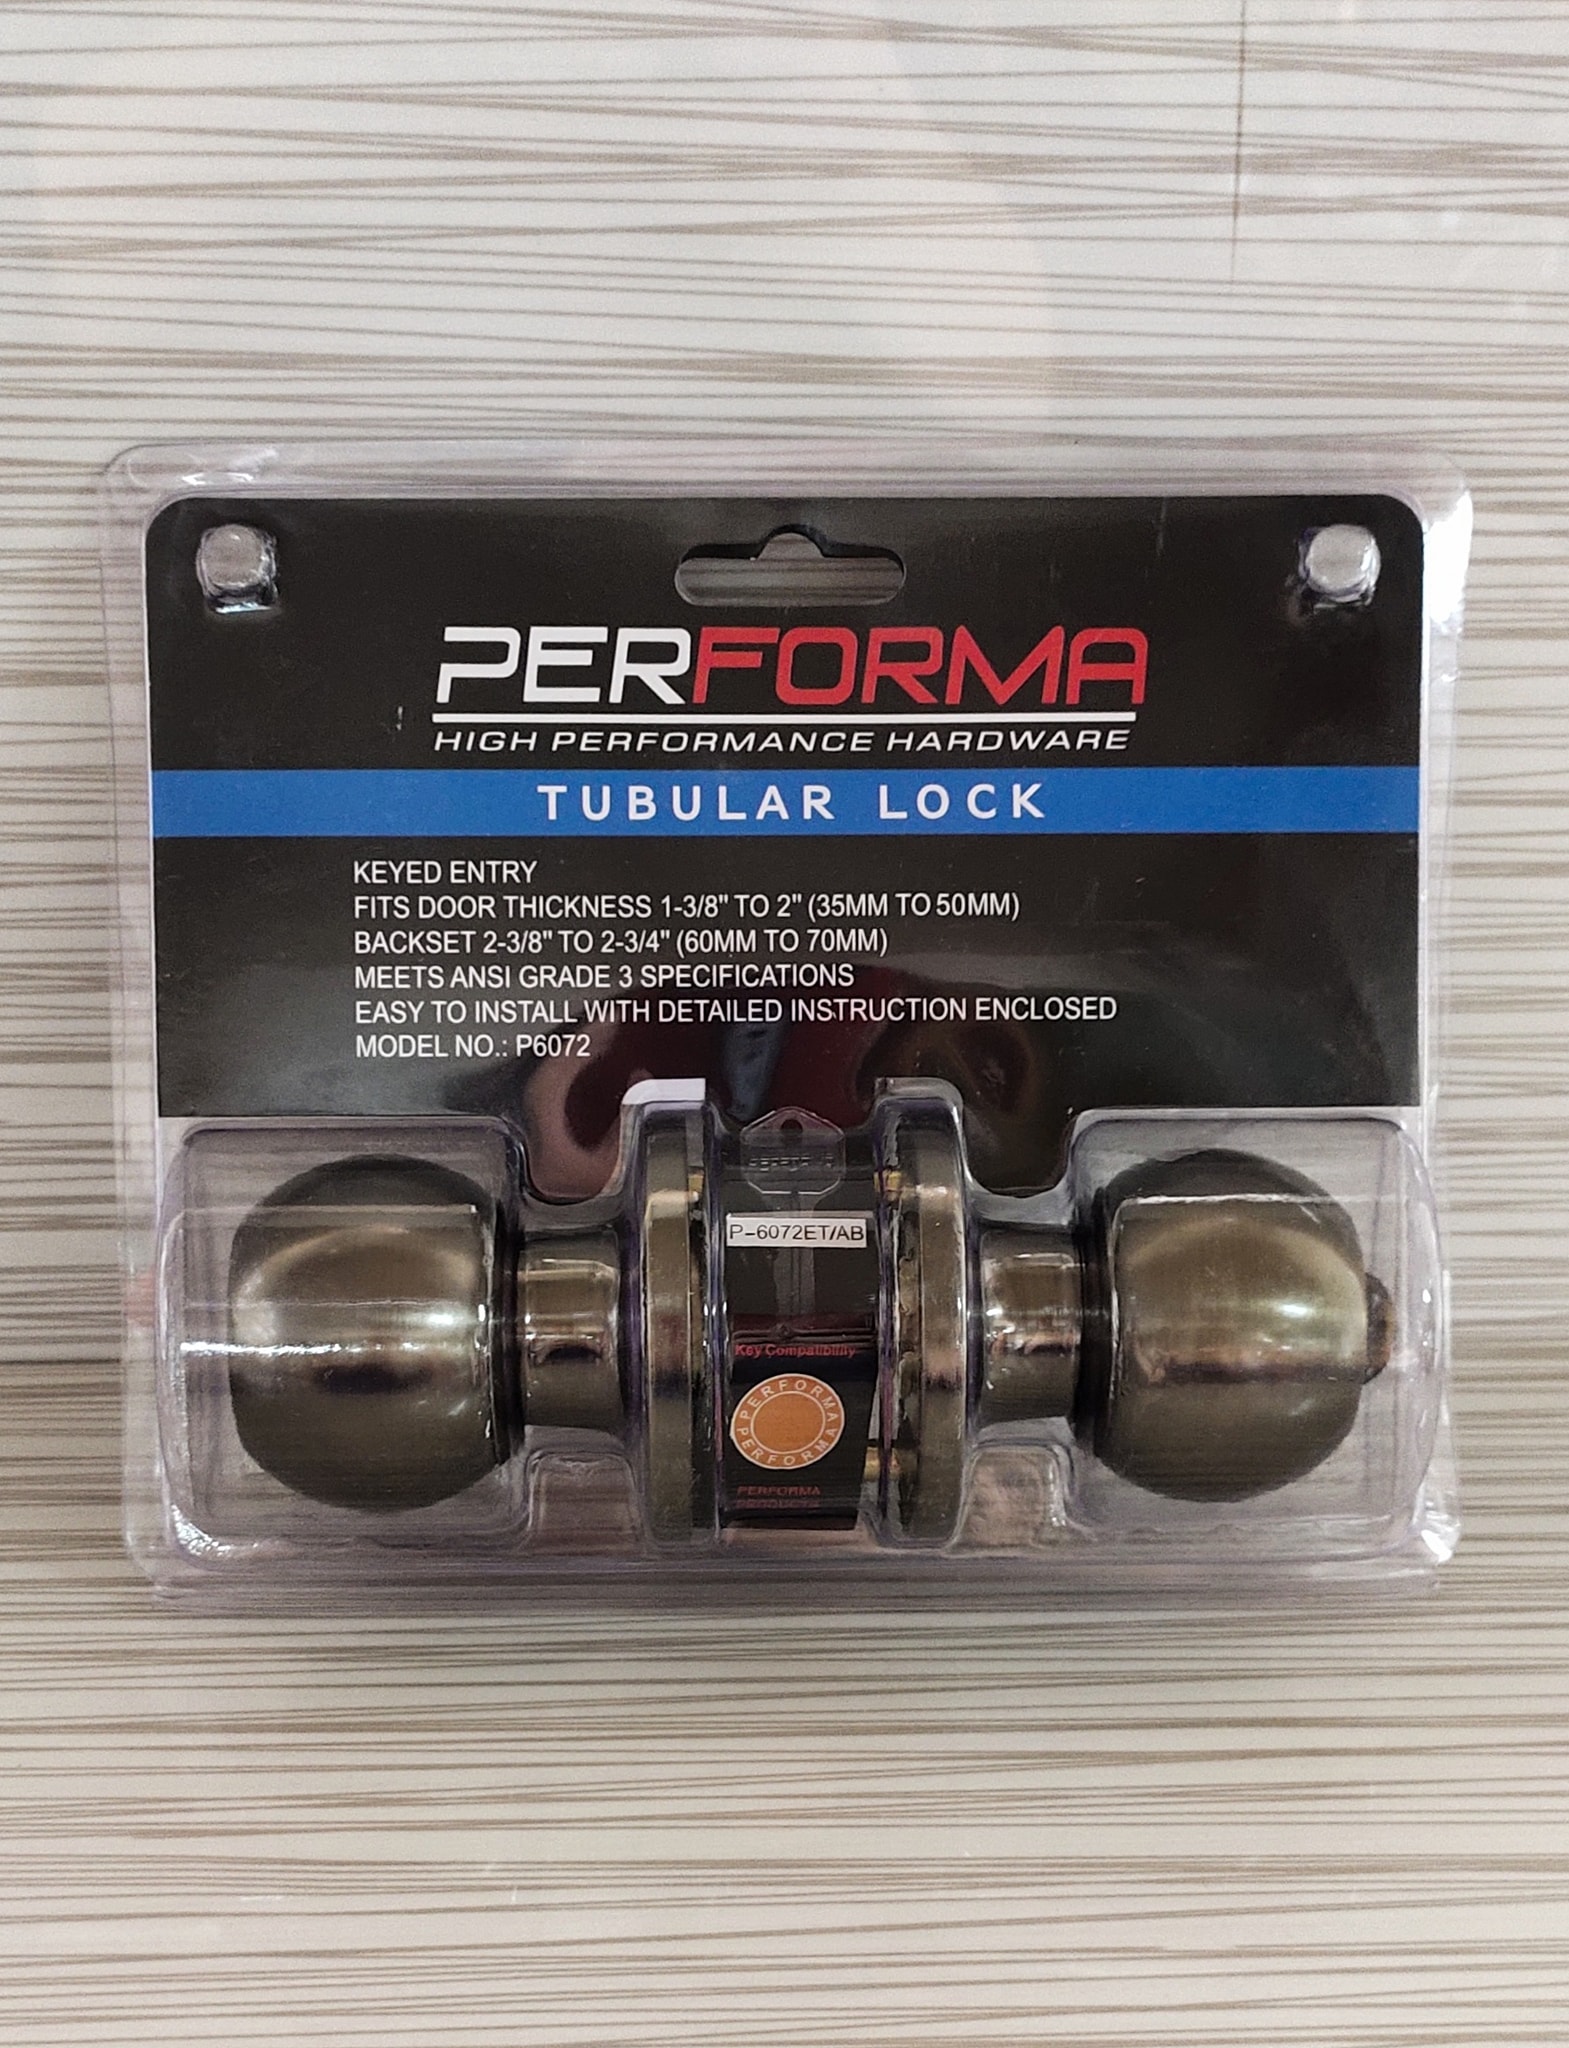 PERFORMA
HIGH PERFORMANCE HARDWARE
TUBULAR LOCK
KEYED ENTRY
FITS DOOR THICKNESS 1-3/8" TO 2" (35MM TO 50MM)
BACKSET 2-3/8" TO 2-3/4" (60MM TO 70MM)
MEETS ANSI GRADE 3 SPECIFICATIONS
EASY TO INSTALL WITH DETAILED INSTRUCTION ENCLOSED
MODEL NO.: P6072
PERFORMA
P-6072ET/AB
Key Compatibility
PERFORMA
PERFORMA
PERFORMA
PRODUCTS